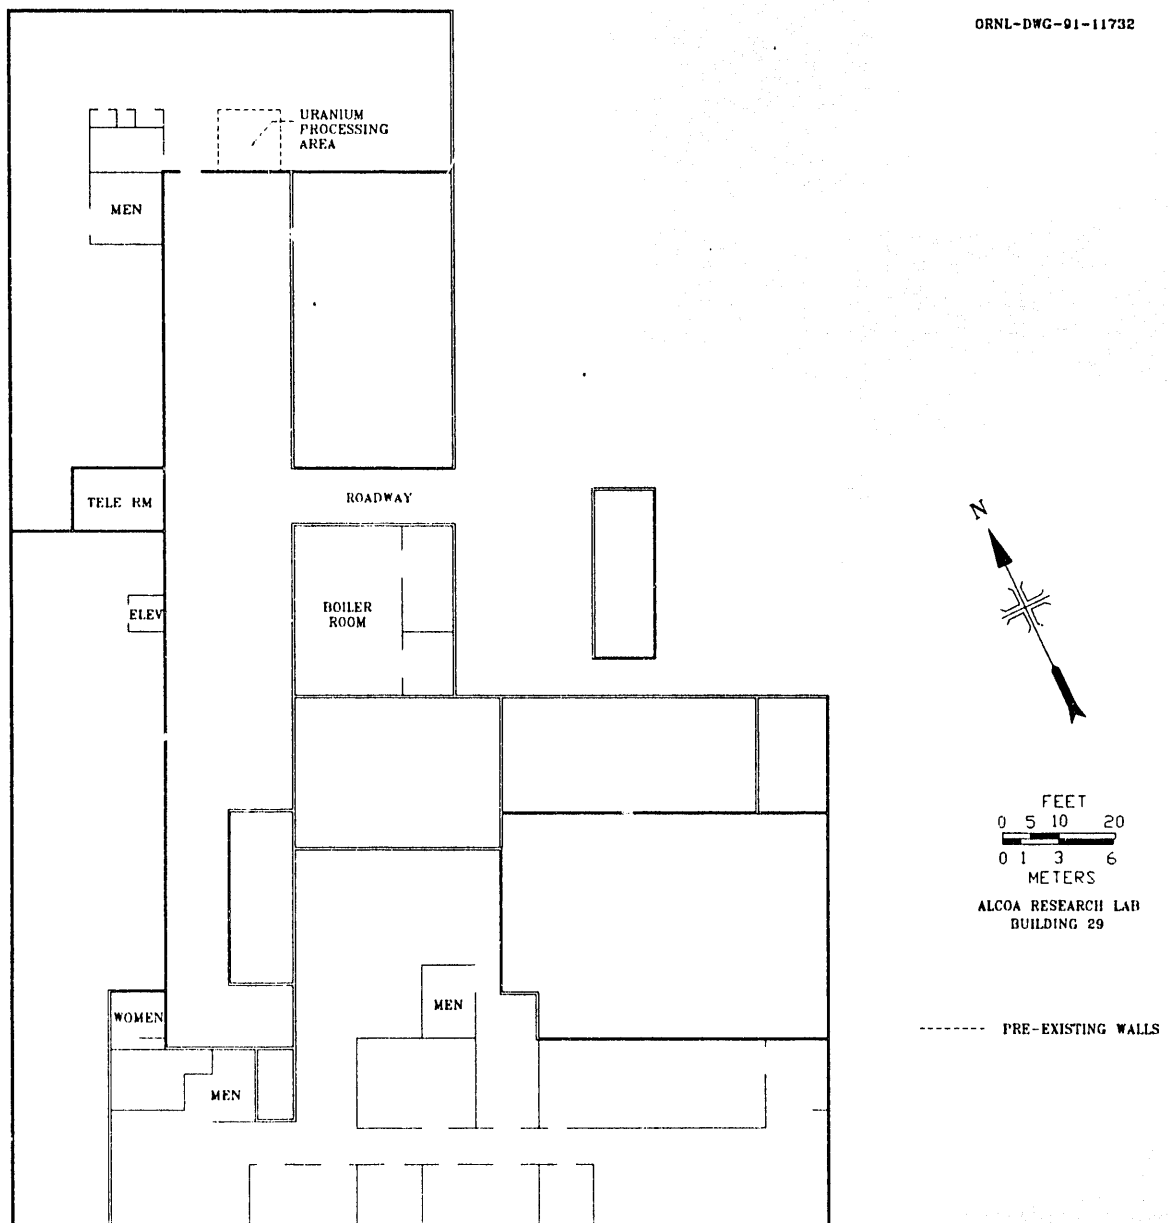 ORNL-DWG-91-11732
URANIUM
PROCESSING
AREA
MEN
TELE RM
ROADWAY
N
ELEV
BOILER
ROOM
FEET
0 5 10 20
0 1 3 6
METERS
ALCOA RESEARCH LAB
BUILDING 29
WOMEN
MEN
PRE-EXISTING WALLS
MEN